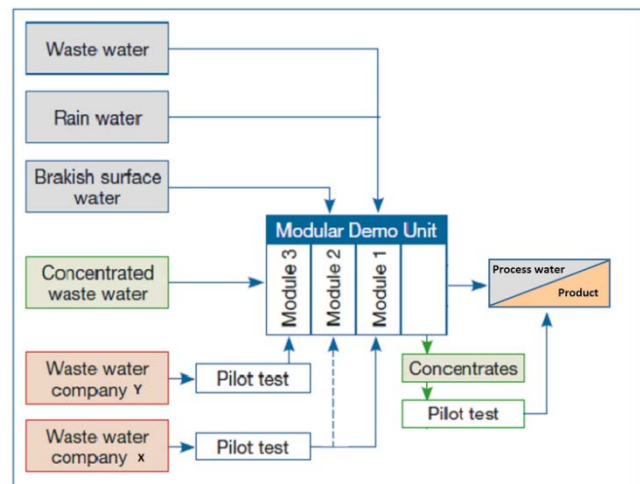 Waste water
Rain water
Brakish surface
water
Modular Demo Unit
Module 3
Module 2
Module 1
Concentrated
waste water
Process water
Product
Waste water
company Y
Pilot test
Concentrates
Pilot test
Waste water
company x
Pilot test